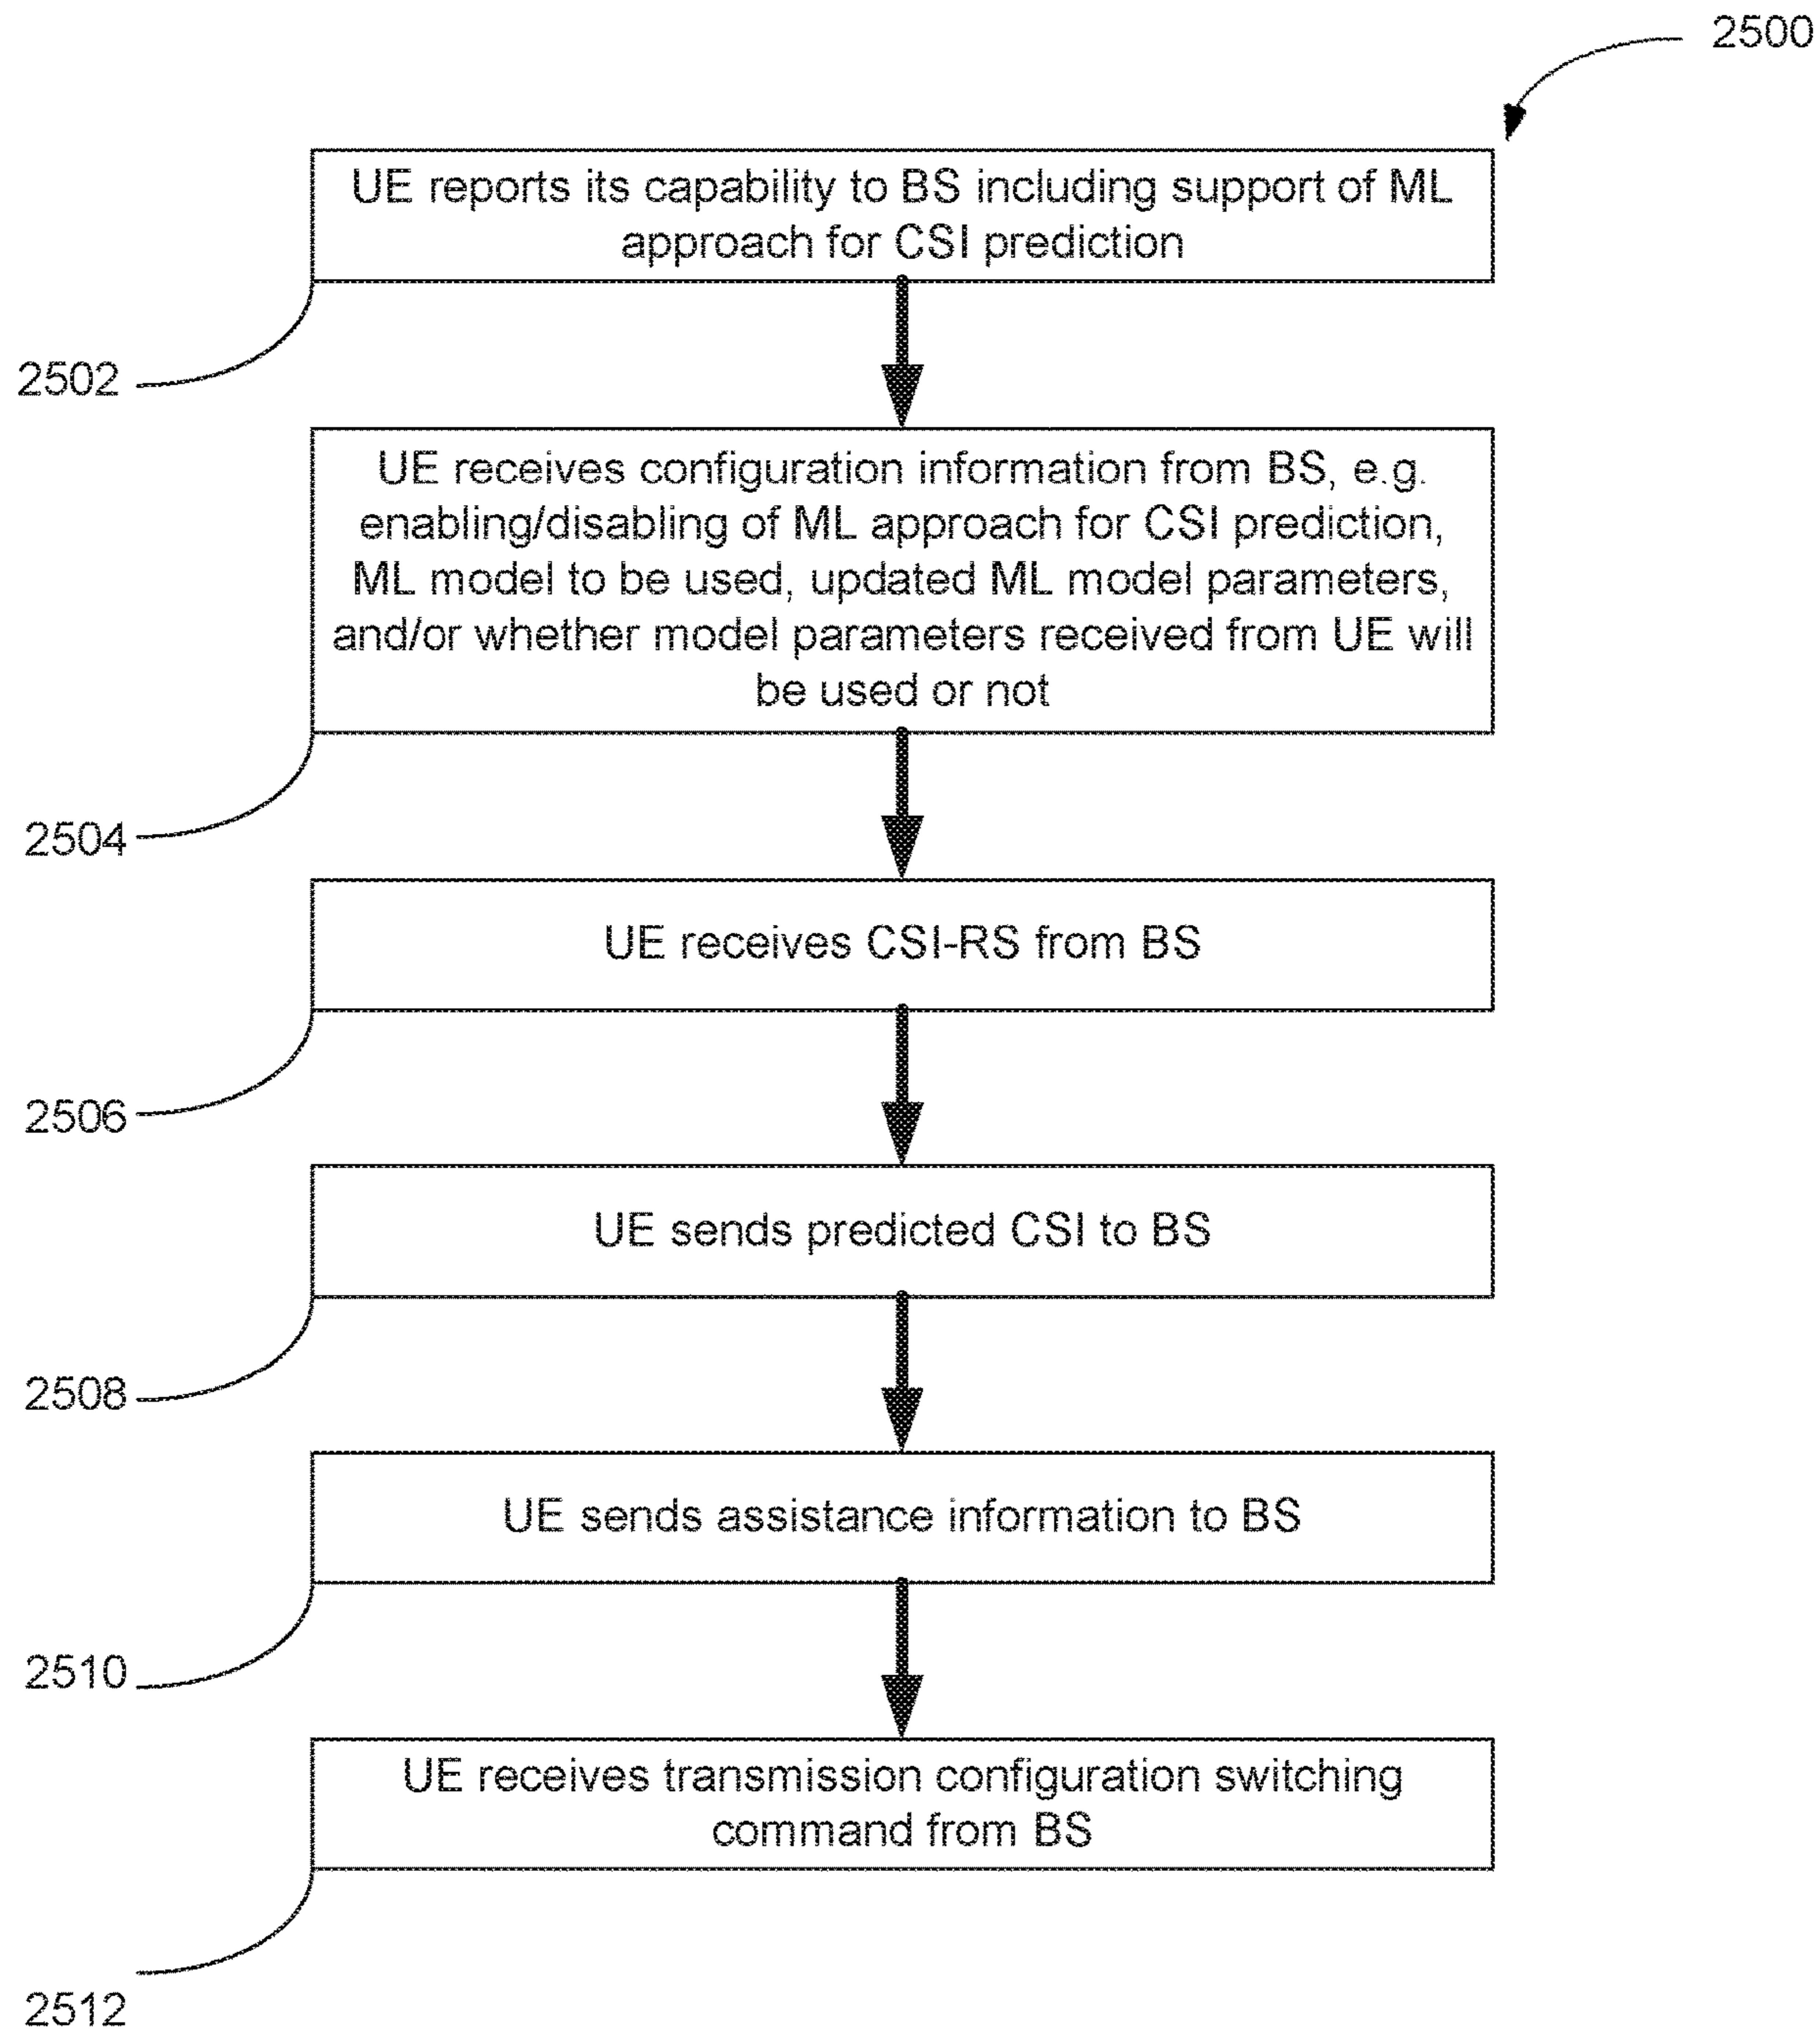 2500
UE reports its capability to BS including support of ML
approach for CSI prediction
2502
UE receives configuration information from BS, e.g.
enabling/disabling of ML approach for CSI prediction,
ML model to be used, updated ML model parameters,
and/or whether model parameters received from UE will
be used or not
2504
UE receives CSI-RS from BS
2506
UE sends predicted CSI to BS
2508
UE sends assistance information to BS
2510
UE receives transmission configuration switching
command from BS
2512